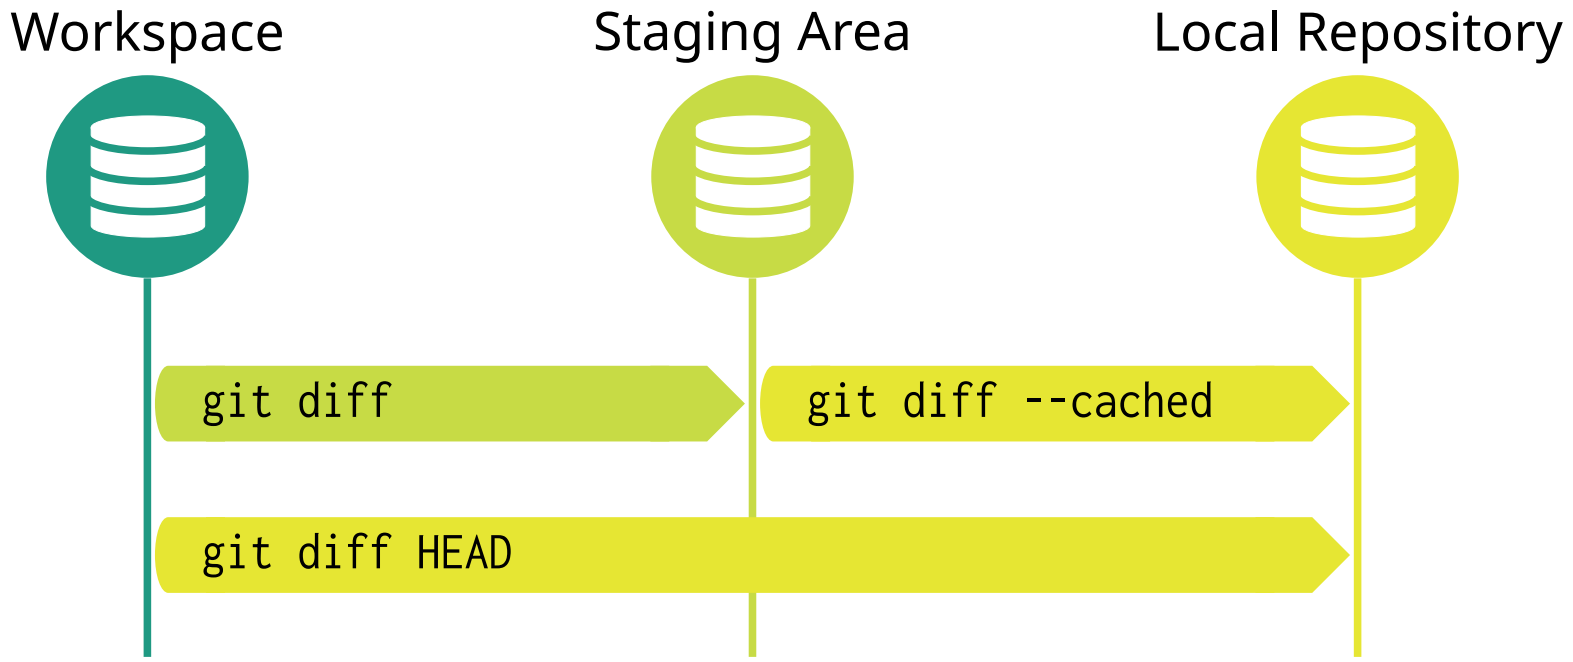 Workspace
Staging Area
Local Repository
git diff
git diff --cached
git diff HEAD